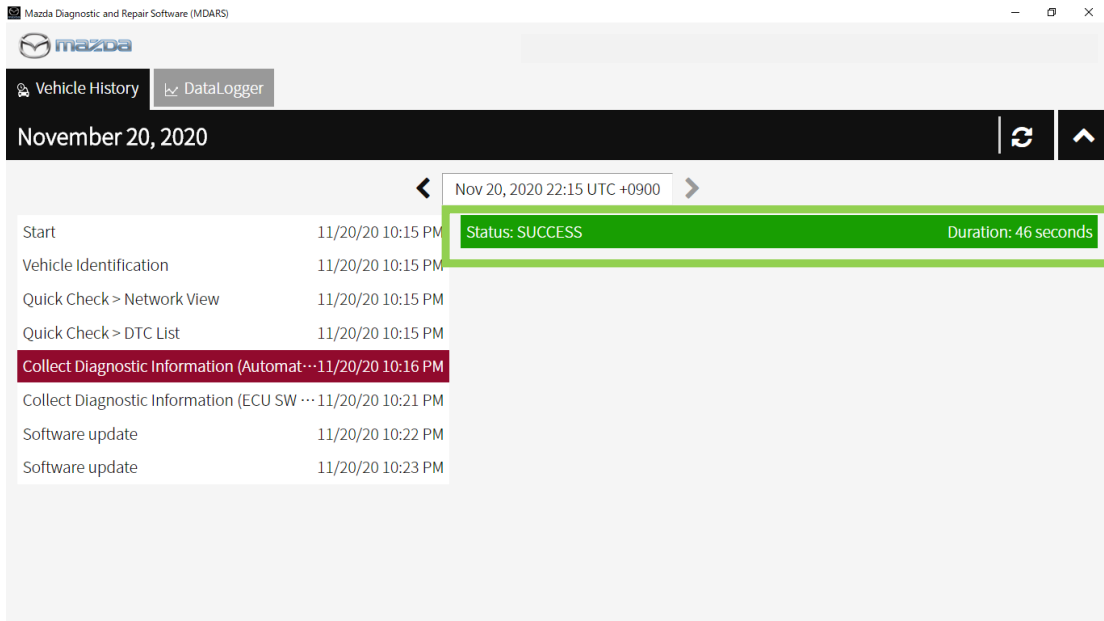 Mazda Diagnostic and Repair Software (MDARS)
mazda
Vehicle History DataLogger
November 20, 2020
Nov 20, 2020 22:15 UTC +0900
Start 11/20/20 10:15 PM Status: SUCCESS Duration: 46 seconds
Vehicle Identification 11/20/20 10:15 PM
Quick Check > Network View 11/20/20 10:15 PM
Quick Check > DTC List 11/20/20 10:15 PM
Collect Diagnostic Information (Automat⋯11/20/20 10:16 PM
Collect Diagnostic Information (ECU SW ⋯11/20/20 10:21 PM
Software update 11/20/20 10:22 PM
Software update 11/20/20 10:23 PM